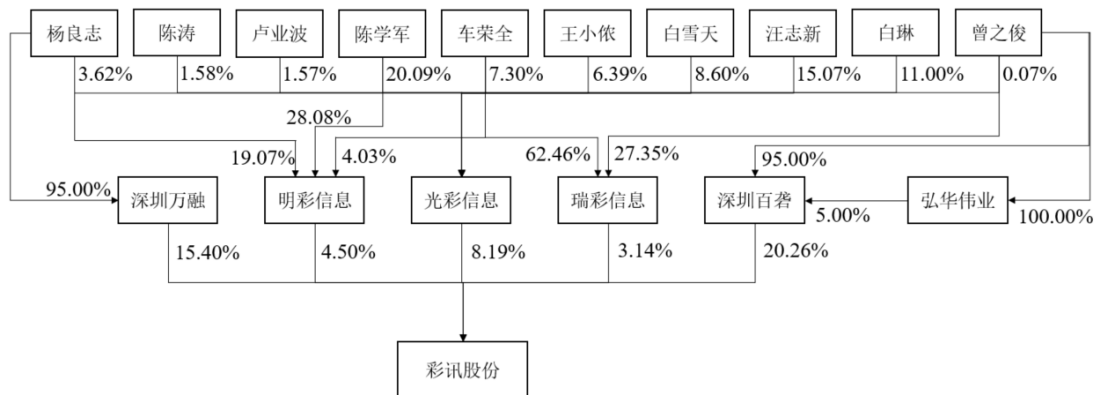 杨良志
陈涛
卢业波
陈学军
车荣全
王小侬
白雪天
汪志新
白琳
曾之俊
3.62%
1.58%
1.57%
20.09%
7.30%
6.39%
8.60%
15.07%
11.00%
0.07%
28.08%
19.07%
4.03%
62.46%
27.35%
95.00%
95.00%
深圳万融
明彩信息
光彩信息
瑞彩信息
深圳百砻
弘华伟业
5.00%
100.00%
15.40%
4.50%
8.19%
3.14%
20.26%
彩讯股份